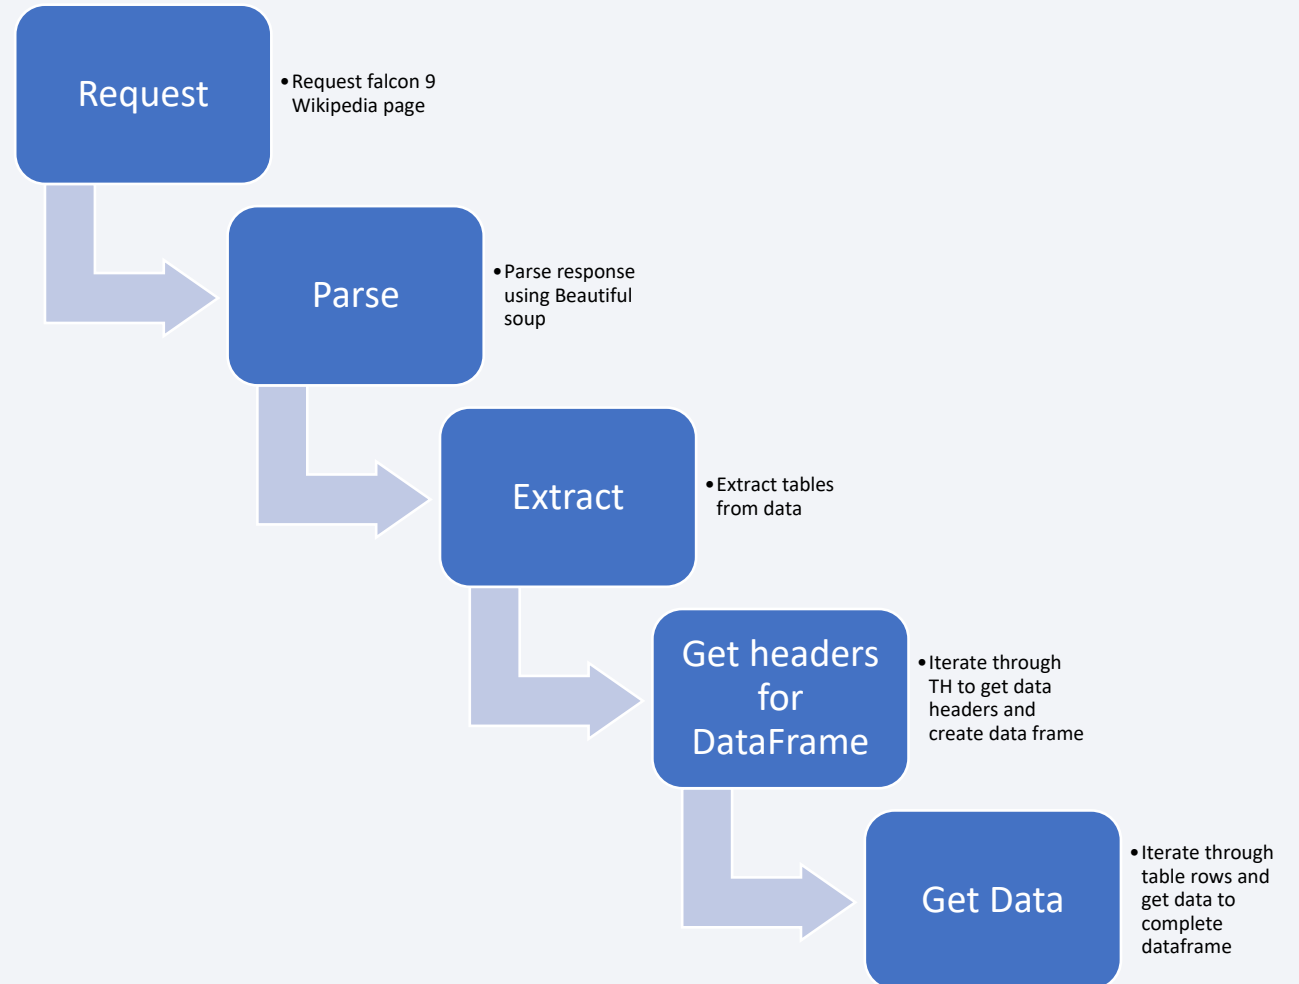 Request
•Request falcon 9
Wikipedia page
Parse
•Parse response
using Beautiful
soup
Extract
•Extract tables
from data
Get headers
for
DataFrame
•Iterate through
TH to get data
headers and
create data frame
Get Data
•Iterate through
table rows and
get data to
complete
dataframe